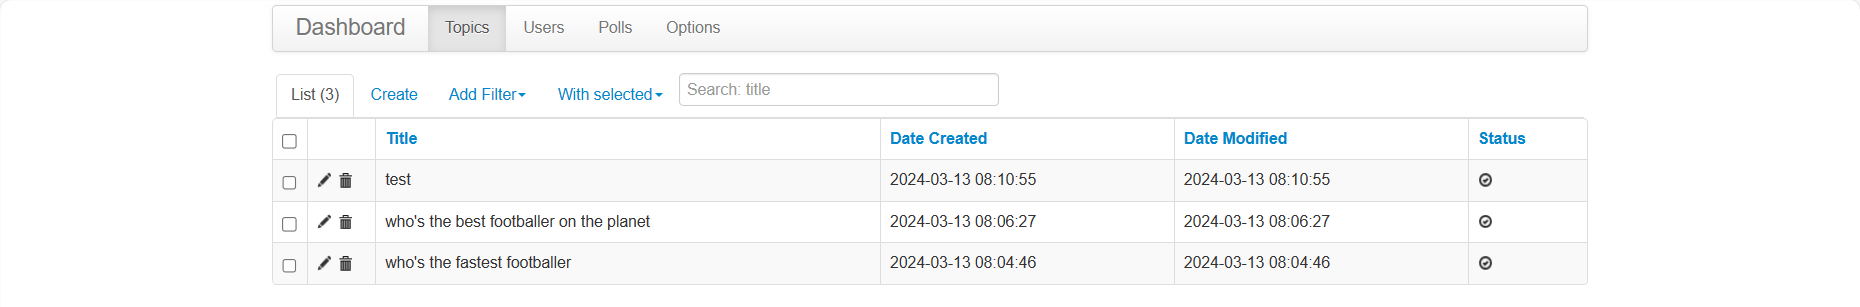 Dashboard Topics Users Polls Options
List (3) Create Add Filter With selected Search: title
Title Date Created Date Modified Status
test 2024-03-13 08:10:55 2024-03-13 08:10:55
who's the best footballer on the planet 2024-03-13 08:06:27 2024-03-13 08:06:27
who's the fastest footballer 2024-03-13 08:04:46 2024-03-13 08:04:46